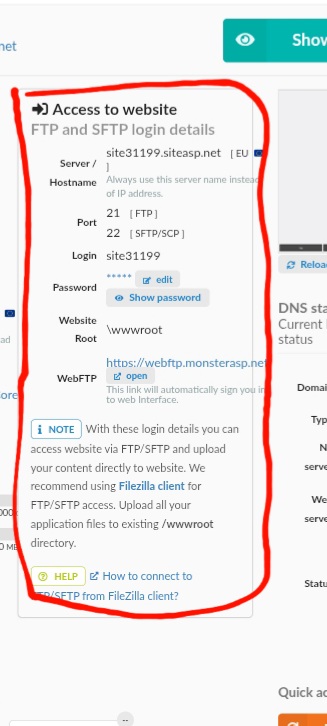 net
Show
Access to website
FTP and SFTP login details
Server / Hostname
site31199.siteasp.net [ EU ]
Always use this server name instead of IP address.
Port
21 [ FTP ]
22 [ SFTP/SCP ]
Login
site31199
Password
***** edit
Show password
Website Root
\wwwroot
WebFTP
https://webftp.monsterasp.net
open
This link will automatically sign you in to web Interface.
NOTE With these login details you can
access website via FTP/SFTP and upload
your content directly to website. We
recommend using Filezilla client for
FTP/SFTP access. Upload all your
application files to existing /wwwroot
directory.
HELP How to connect to
FTP/SFTP from FileZilla client?
DNS sta
Current
status
Domai
Typ
N
serve
We
serve
Statu
Quick ac